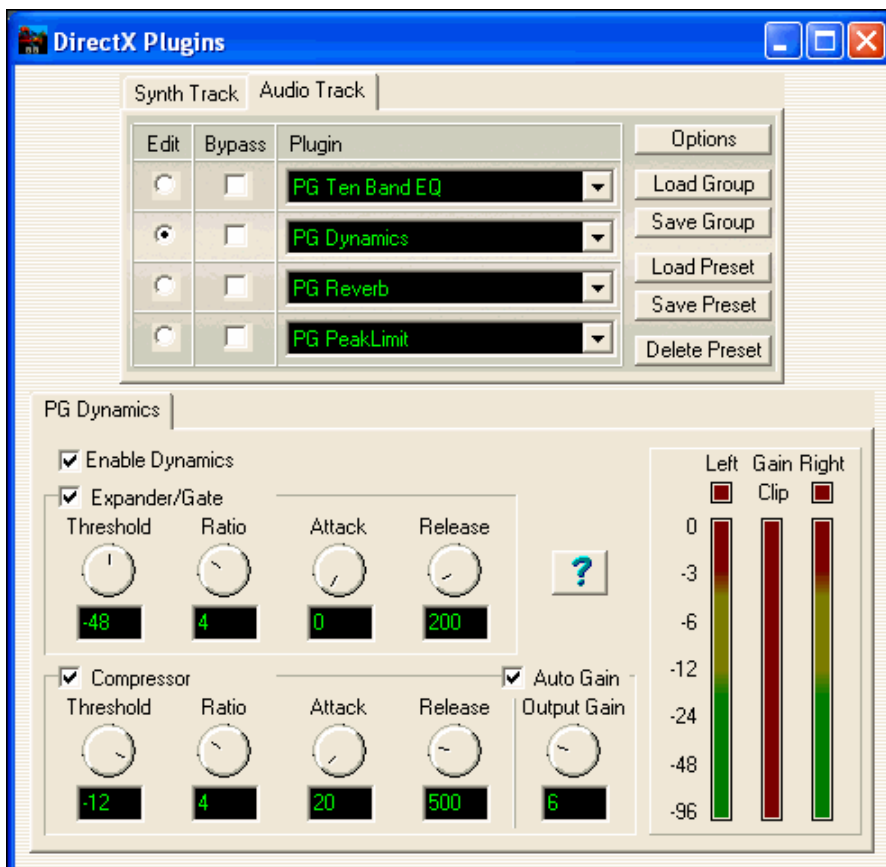 DirectX Plugins
Synth Track Audio Track
Edit Bypass Plugin Options
PG Ten Band EQ Load Group
Save Group
PG Dynamics
Load Preset
PG Reverb
Save Preset
PG PeakLimit
Delete Preset
PG Dynamics
Enable Dynamics
Left Gain Right
Clip
Expander/Gate
Threshold Ratio Attack Release
-48 4 0 200
?
Compressor Auto Gain
Threshold Ratio Attack Release Output Gain
-12 4 20 500 6
0
-3
-6
-12
-24
-48
-96